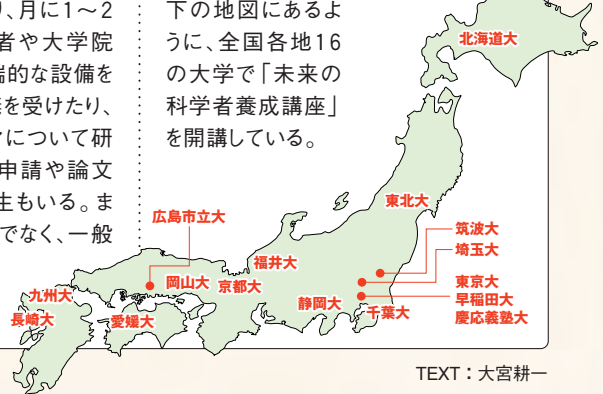 り、月に1～2
者や大学院
端的な設備を
を受けたり、
について研
申請や論文
生もいる。ま
でなく、一般
下の地図にあるよ
うに、全国各地16
の大学で「未来の
科学者養成講座」
を開講している。
北海道大
東北大
筑波大
埼玉大
東京大
早稲田大
慶応義塾大
千葉大
静岡大
福井大
京都大
岡山大
広島市立大
愛媛大
九州大
長崎大
TEXT：大宮耕一